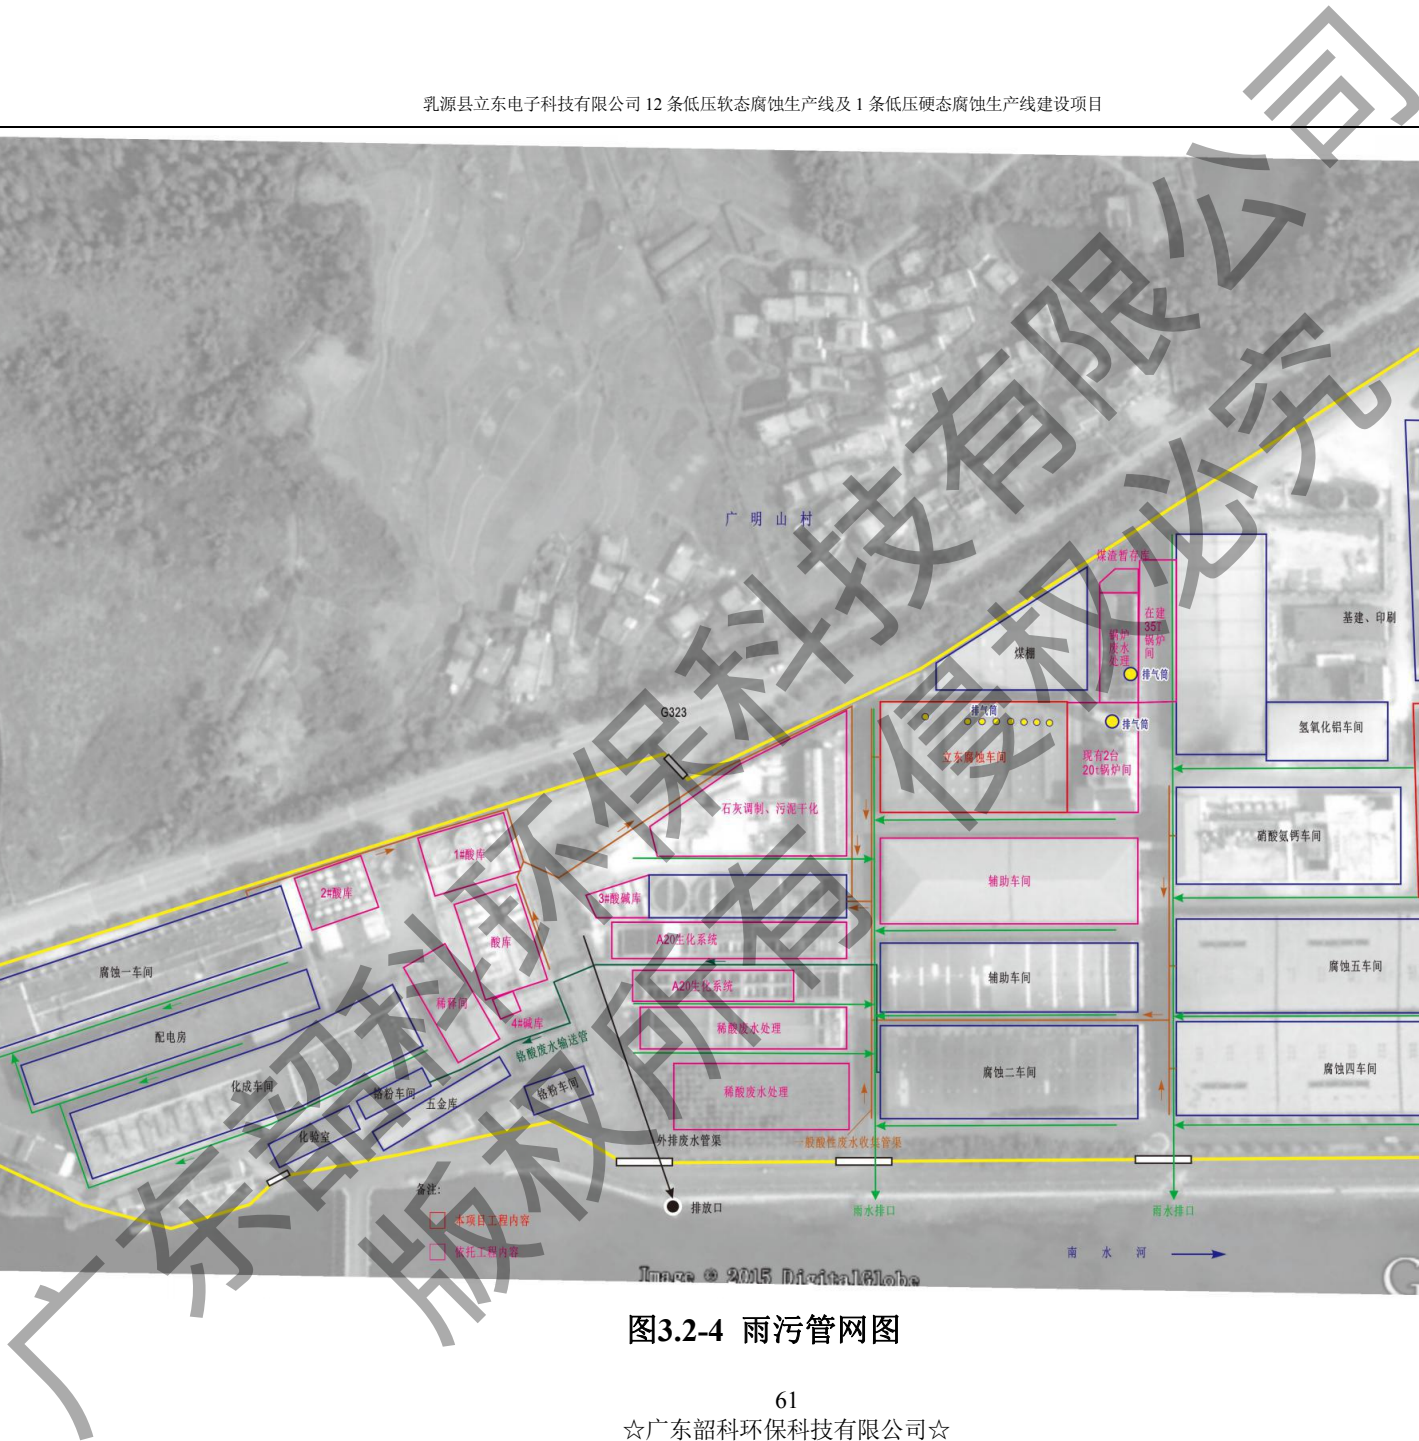 乳源县立东电子科技有限公司 12 条低压软态腐蚀生产线及 1 条低压硬态腐蚀生产线建设项目
广东韶科环保科技有限公司
版权所有 侵权必究
广明山村
煤渣暂存库
在建
35T
锅炉
间
锅炉
废水
处理
基建、印刷
煤棚
排气筒
G323
排气筒
排气筒
氢氧化铝车间
立东腐蚀车间
现有2台
20t锅炉间
石灰调制、污泥干化
硝酸氨钙车间
1#酸库
2#酸库
3#酸碱库
辅助车间
酸库
A20生化系统
腐蚀一车间
腐蚀五车间
辅助车间
A20生化系统
稀释间
4#碱库
稀酸废水处理
配电房
铬酸废水输送管
腐蚀二车间
腐蚀四车间
化成车间
铬粉车间
五金库
铬粉车间
稀酸废水处理
化验室
外排废水管渠
脱酸性废水收集管渠
备注:
本项目工程内容
依托工程内容
排放口
雨水排口
雨水排口
南水河
Image © 2015 DigitalGlobe
G
图3.2-4 雨污管网图
61
☆广东韶科环保科技有限公司☆